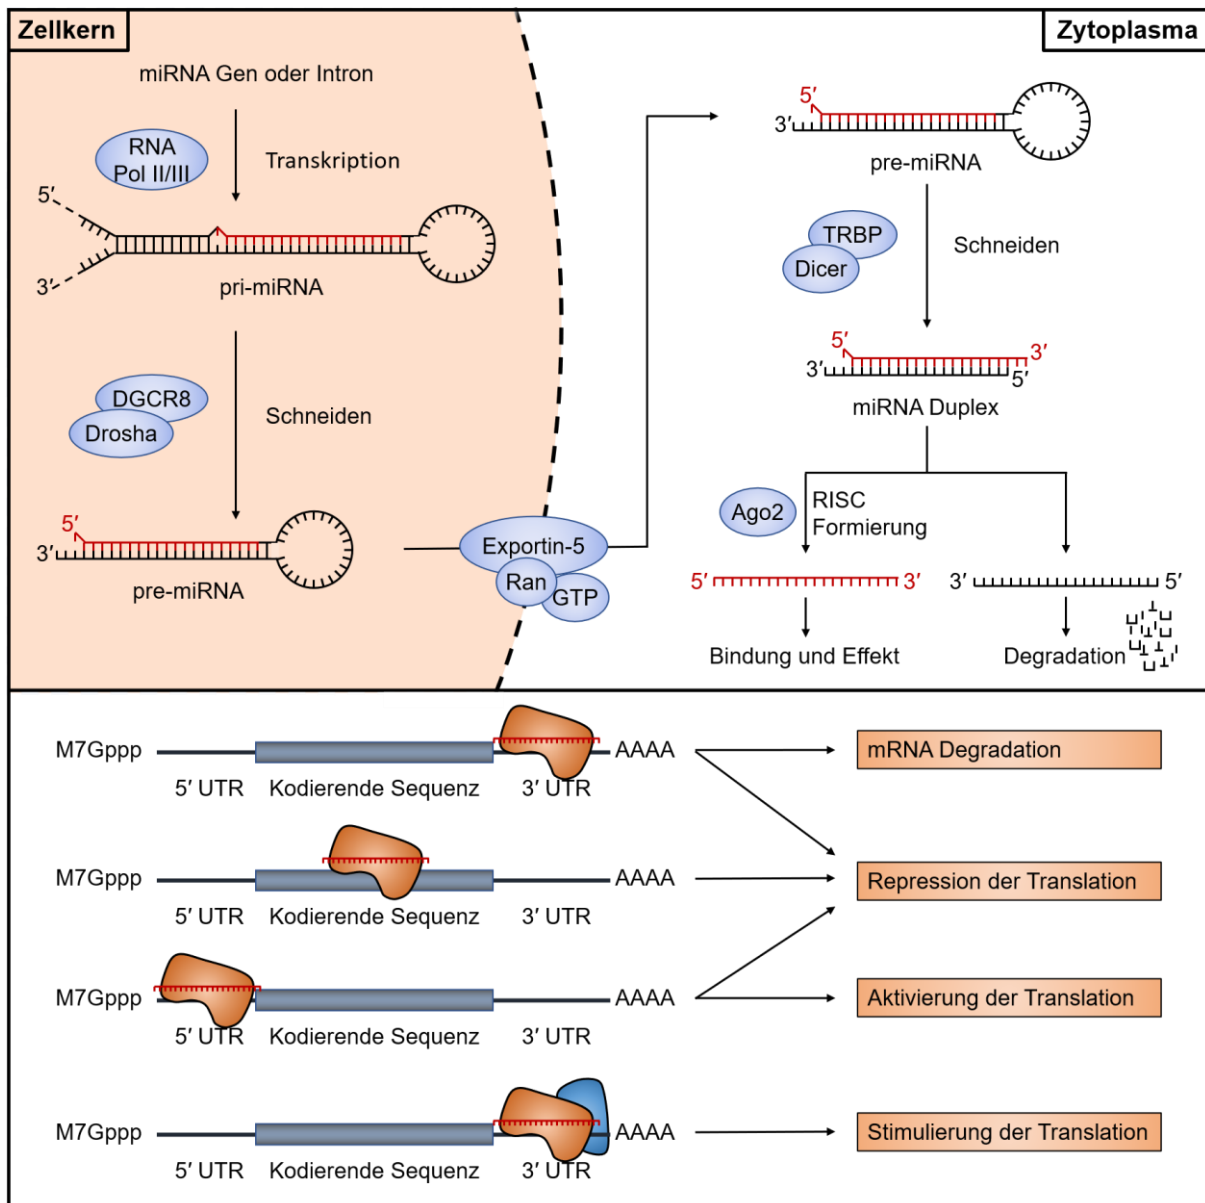 Zellkern
Zytoplasma
miRNA Gen oder Intron
RNA
Pol II/III
Transkription
5′
3′
pri-miRNA
DGCR8
Drosha
Schneiden
5′
3′
pre-miRNA
Exportin-5
Ran
GTP
5′
3′
pre-miRNA
TRBP
Dicer
Schneiden
5′
3′
3′
5′
miRNA Duplex
Ago2
RISC
Formierung
5′
3′
3′
5′
Bindung und Effekt
Degradation
M7Gppp
AAAA
mRNA Degradation
5′ UTR
Kodierende Sequenz
3′ UTR
M7Gppp
AAAA
Repression der Translation
5′ UTR
Kodierende Sequenz
3′ UTR
M7Gppp
AAAA
Aktivierung der Translation
5′ UTR
Kodierende Sequenz
3′ UTR
M7Gppp
AAAA
Stimulierung der Translation
5′ UTR
Kodierende Sequenz
3′ UTR